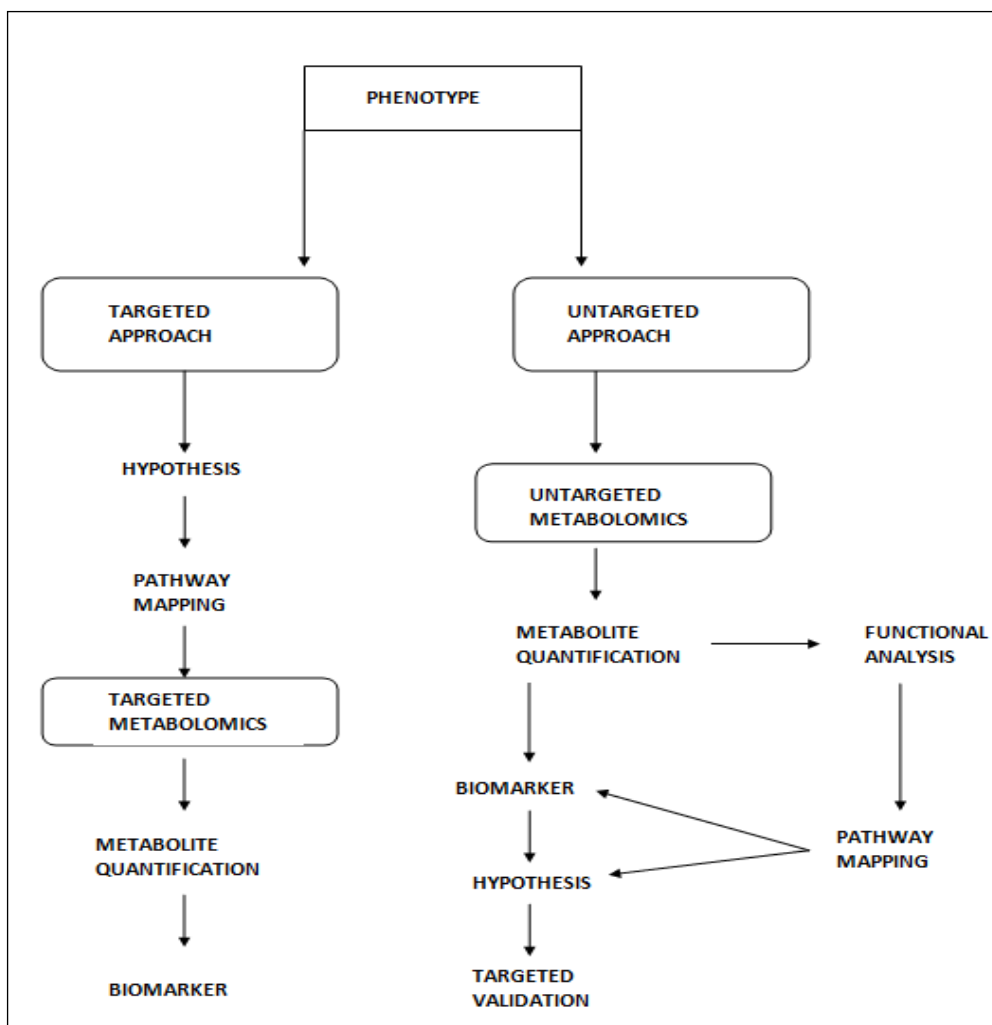 PHENOTYPE
TARGETED
APPROACH
HYPOTHESIS
PATHWAY
MAPPING
TARGETED
METABOLOMICS
METABOLITE
QUANTIFICATION
BIOMARKER
UNTARGETED
APPROACH
UNTARGETED
METABOLOMICS
METABOLITE
QUANTIFICATION
FUNCTIONAL
ANALYSIS
BIOMARKER
PATHWAY
MAPPING
HYPOTHESIS
TARGETED
VALIDATION